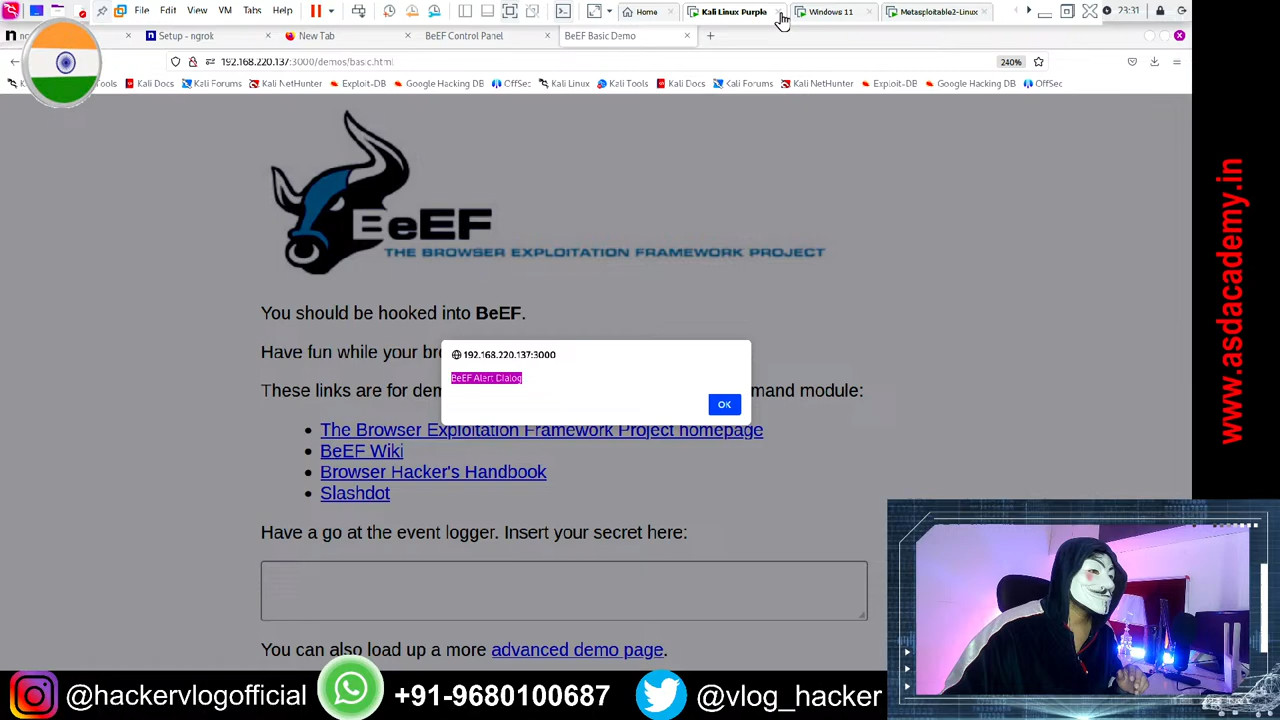 File Edit View VM Tabs Help
Home Kali Linux Purple Windows 11 Metasploitable2-Linux 23:31
Setup - ngrok New Tab BeEF Control Panel BeEF Basic Demo
192.168.220.137:3000/demos/basic.html 240%
Tools Kali Docs Kali Forums Kali NetHunter Exploit-DB Google Hacking DB OffSec Kali Linux Kali Tools Kali Docs Kali Forums Kali NetHunter Exploit-DB Google Hacking DB OffSec
BeEF
THE BROWSER EXPLOITATION FRAMEWORK PROJECT
You should be hooked into BeEF.
Have fun while your
These links are for
mand module:
192.168.220.137:3000
BeEF Alert Dialog
OK
The Browser Exploitation Framework Project homepage
BeEF Wiki
Browser Hacker's Handbook
Slashdot
Have a go at the event logger. Insert your secret here:
You can also load up a more advanced demo page.
www.asdacademy.in
@hackervlogofficial +91-9680100687 @vlog_hacker